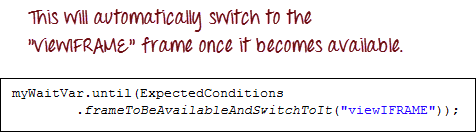 This will automatically switch to the
"viewIFRAME" frame once it becomes available.
myWaitVar.until(ExpectedConditions
.frameToBeAvailableAndSwitchToIt("viewIFRAME"));